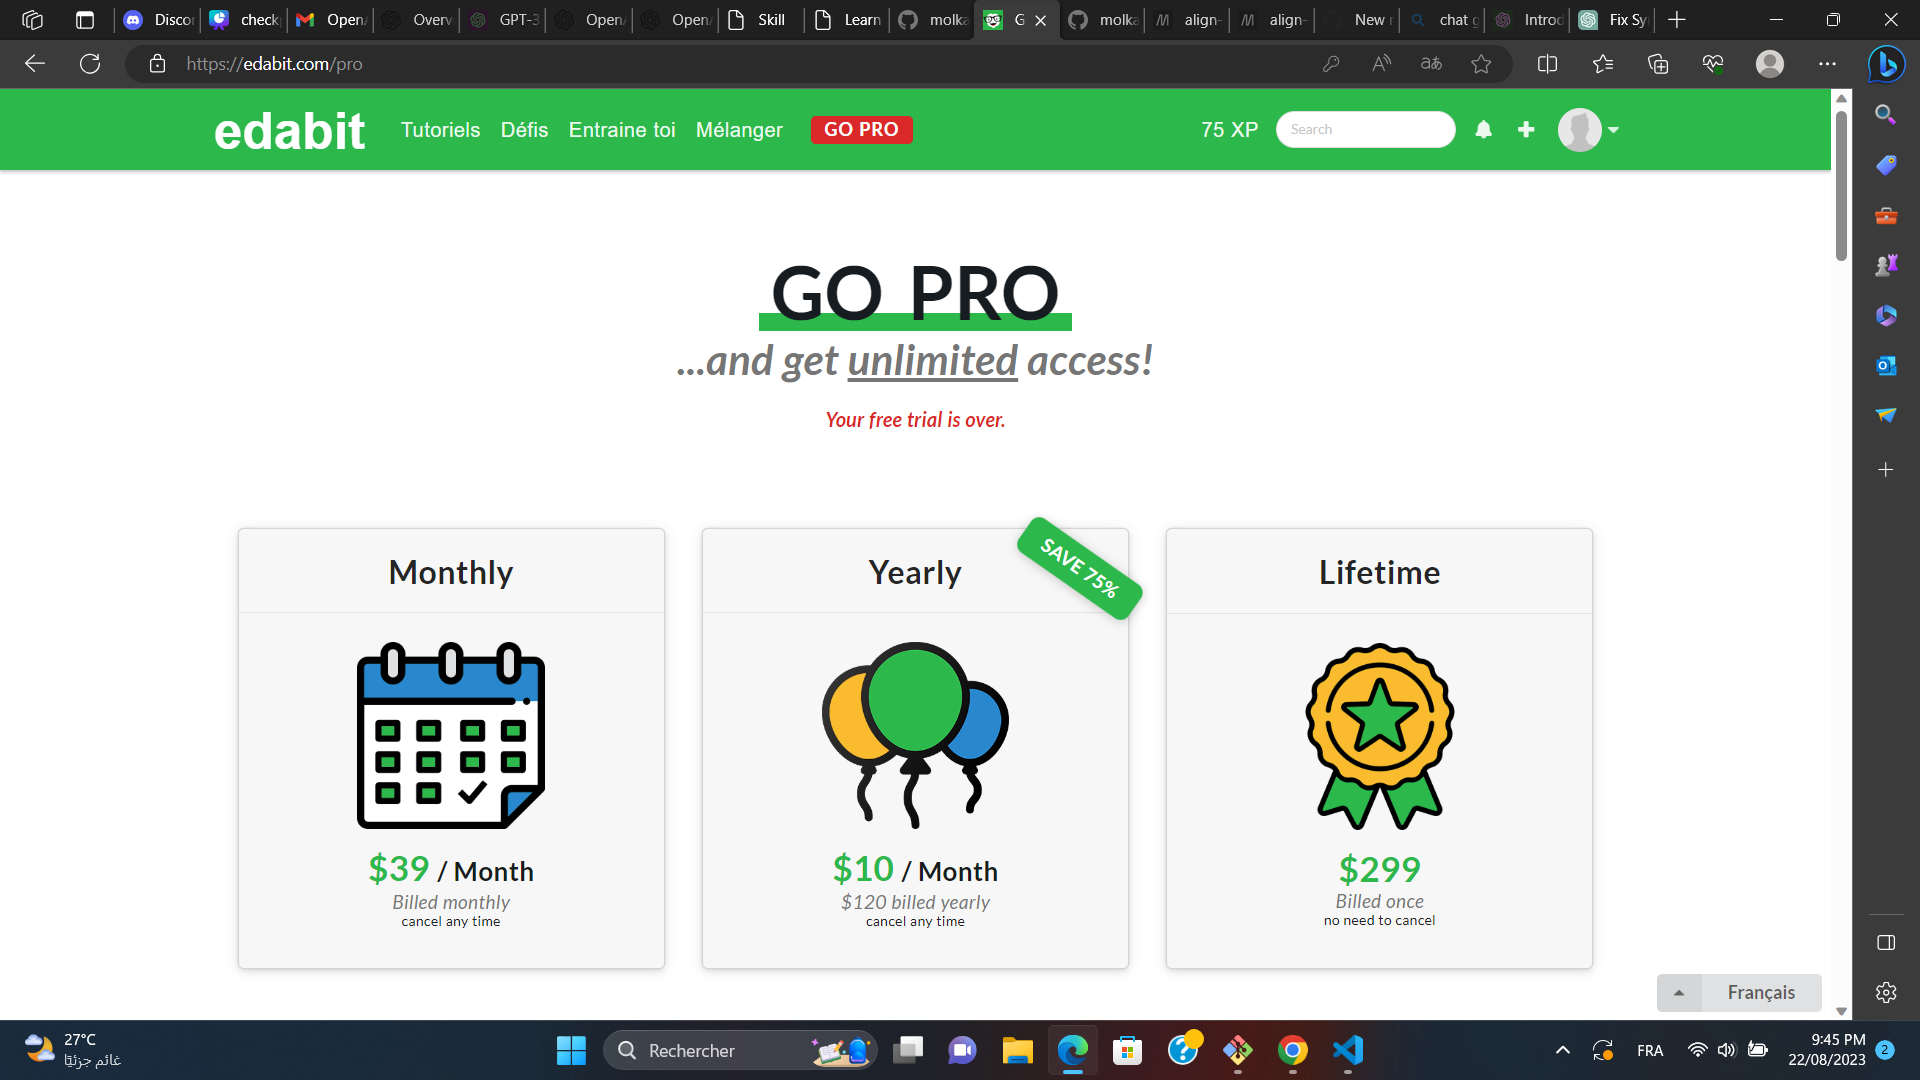 Discor
check
Open
Overv
GPT-3
Open
Open
Skill
Learn
molka
G
molka
align-
align-
New r
chat g
Introd
Fix Sy
https://edabit.com/pro
edabit
Tutoriels
Défis
Entraine toi
Mélanger
GO PRO
75 XP
Search
GO PRO
...and get unlimited access!
Your free trial is over.
Monthly
Yearly
SAVE 75%
Lifetime
$39 / Month
Billed monthly
cancel any time
$10 / Month
$120 billed yearly
cancel any time
$299
Billed once
no need to cancel
Français
27°C
غائم جزئيًا
Rechercher
FRA
9:45 PM
22/08/2023
2